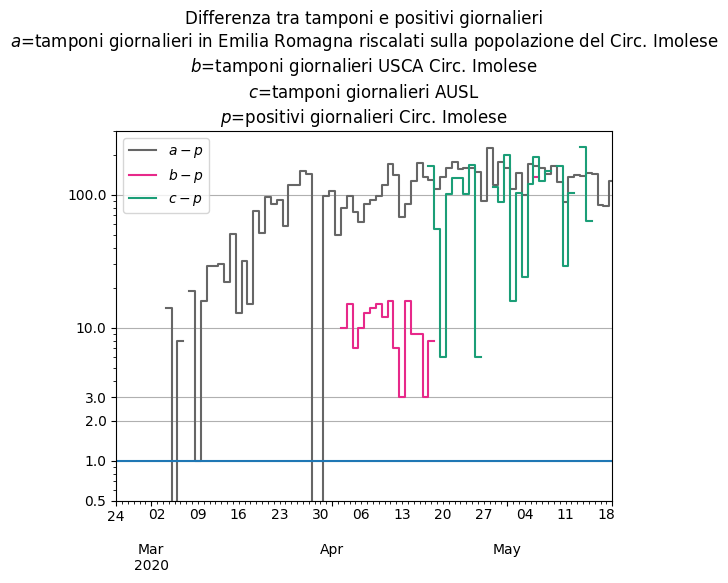 Differenza tra tamponi e positivi giornalieri
a=tamponi giornalieri in Emilia Romagna riscalati sulla popolazione del Circ. Imolese
b=tamponi giornalieri USCA Circ. Imolese
c=tamponi giornalieri AUSL
p=positivi giornalieri Circ. Imolese
a − p
b − p
c − p
100.0
10.0
3.0
2.0
1.0
0.5
24 02 09 16 23 30 06 13 20 27 04 11 18
Mar Apr May
2020